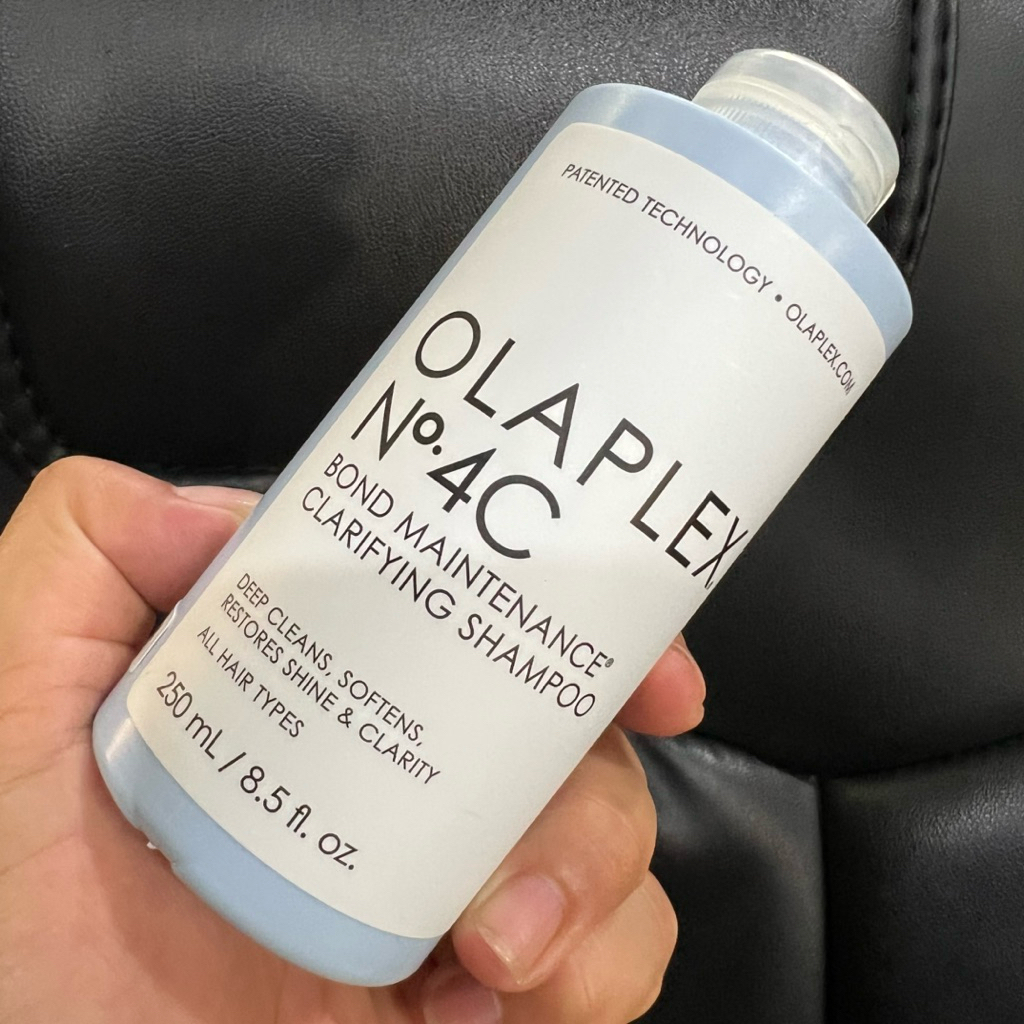 PATENTED TECHNOLOGY • OLAPLEX.COM
OLAPLEX.
Nº.4C
BOND MAINTENANCE®
CLARIFYING SHAMPOO
DEEP CLEANS, SOFTENS,
RESTORES SHINE & CLARITY
ALL HAIR TYPES
250 mL / 8.5 fl. oz.